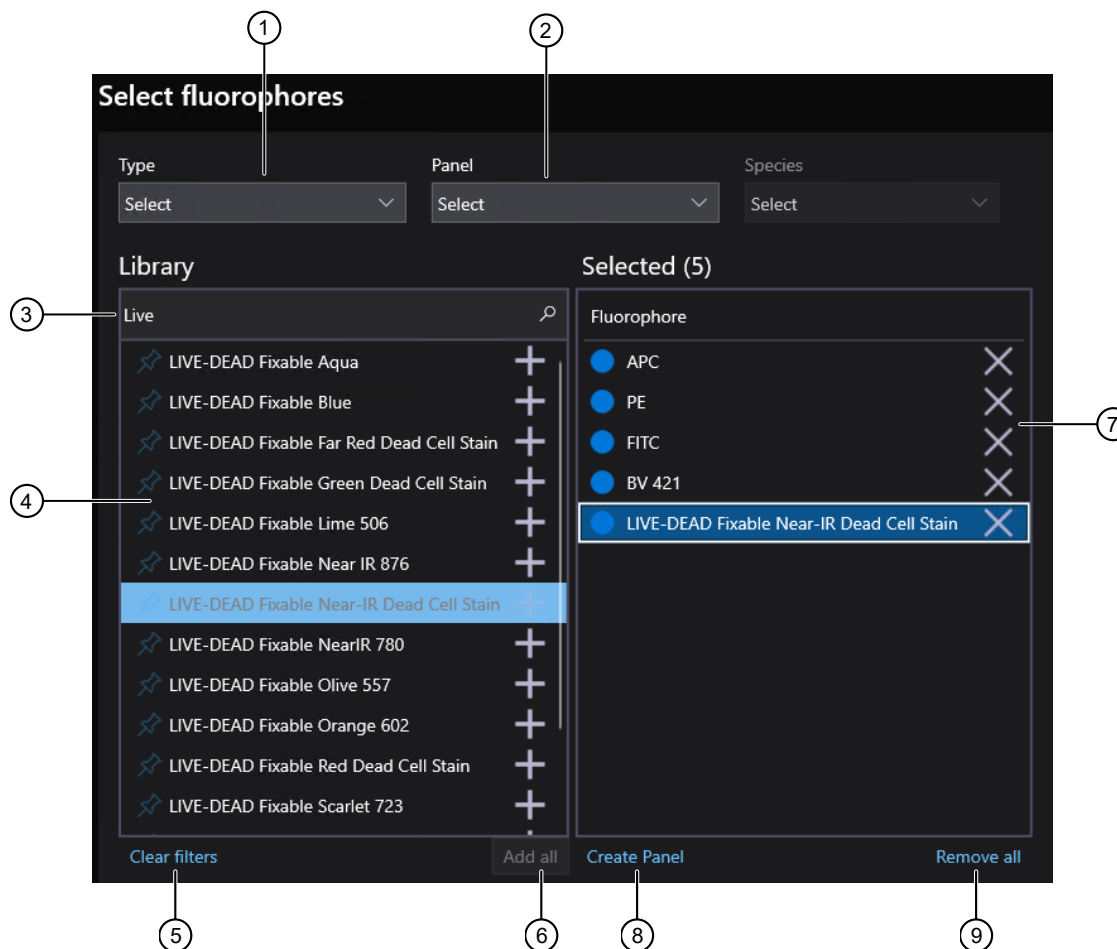 1
2
Select fluorophores
Type
Panel
Species
Select
Select
Select
Library
Selected (5)
3
Live
Fluorophore
LIVE-DEAD Fixable Aqua
LIVE-DEAD Fixable Blue
LIVE-DEAD Fixable Far Red Dead Cell Stain
LIVE-DEAD Fixable Green Dead Cell Stain
4
LIVE-DEAD Fixable Lime 506
LIVE-DEAD Fixable Near IR 876
LIVE-DEAD Fixable Near-IR Dead Cell Stain
LIVE-DEAD Fixable NearIR 780
LIVE-DEAD Fixable Olive 557
LIVE-DEAD Fixable Orange 602
LIVE-DEAD Fixable Red Dead Cell Stain
LIVE-DEAD Fixable Scarlet 723
APC
PE
7
FITC
BV 421
LIVE-DEAD Fixable Near-IR Dead Cell Stain
Clear filters
Add all
Create Panel
Remove all
5
6
8
9